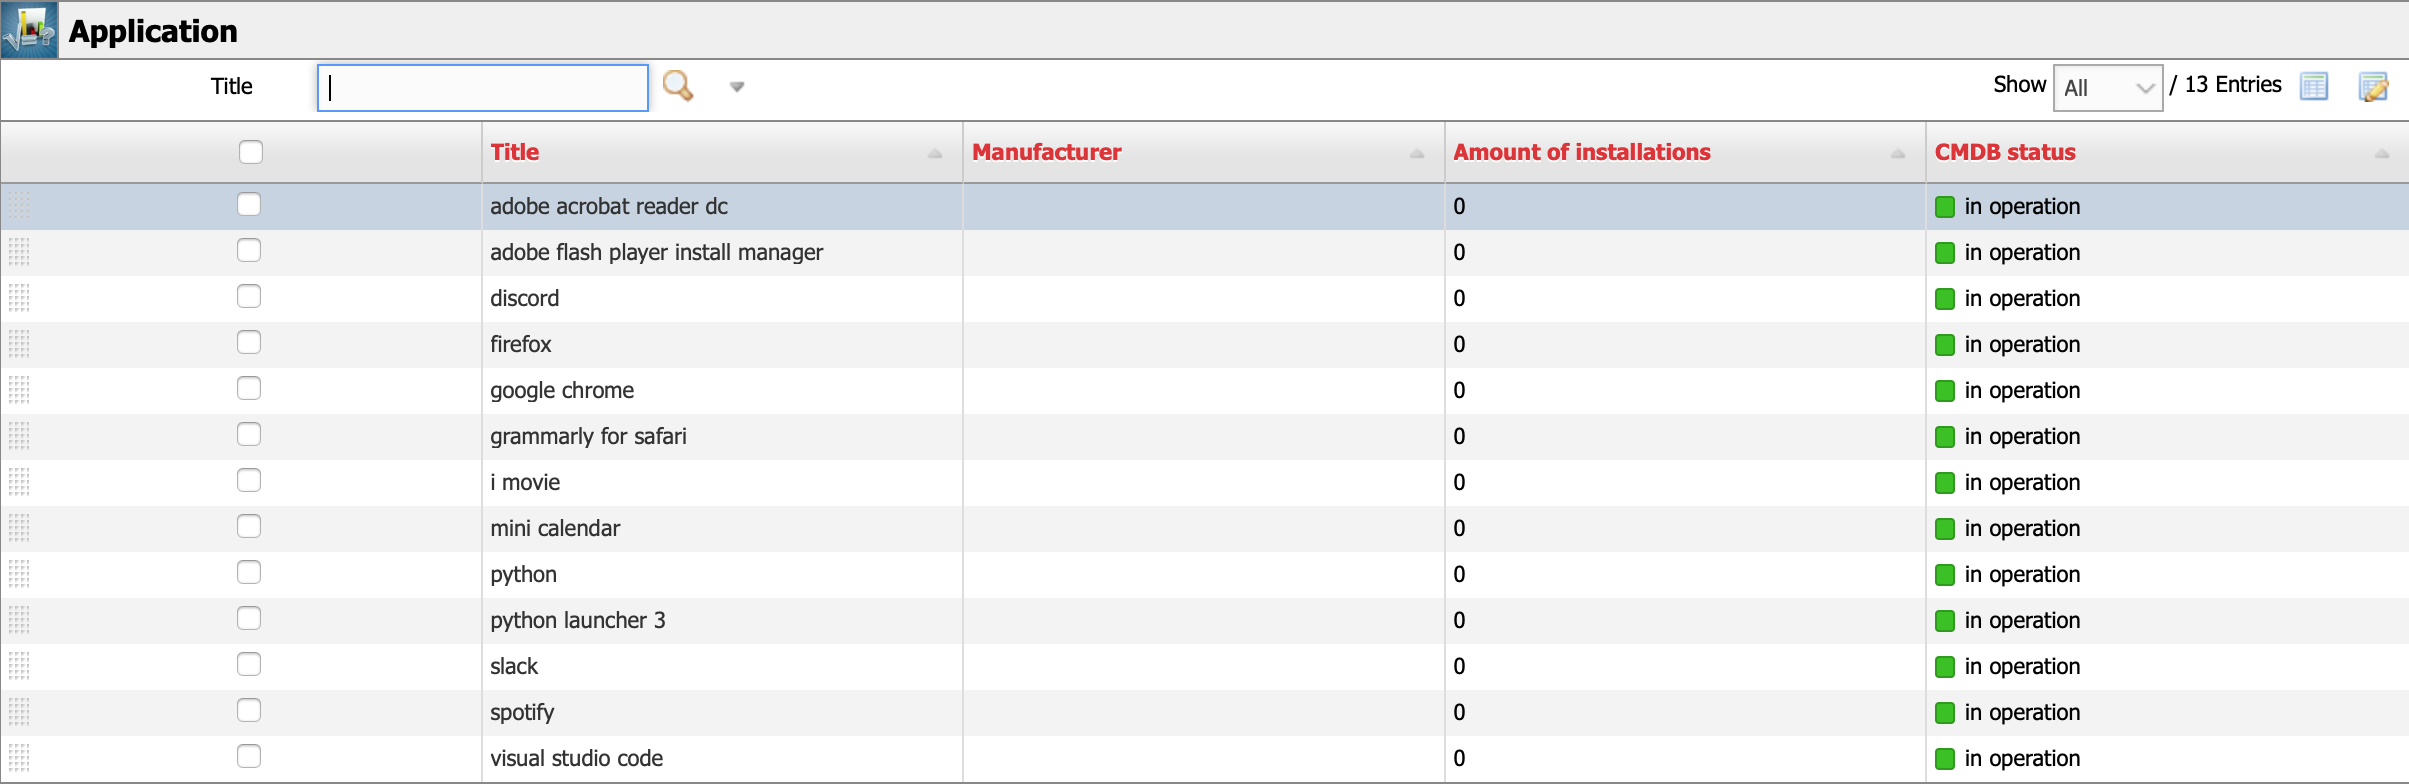 Application
Title Show All / 13 Entries
Title Manufacturer Amount of installations CMDB status
adobe acrobat reader dc 0 in operation
adobe flash player install manager 0 in operation
discord 0 in operation
firefox 0 in operation
google chrome 0 in operation
grammarly for safari 0 in operation
i movie 0 in operation
mini calendar 0 in operation
python 0 in operation
python launcher 3 0 in operation
slack 0 in operation
spotify 0 in operation
visual studio code 0 in operation